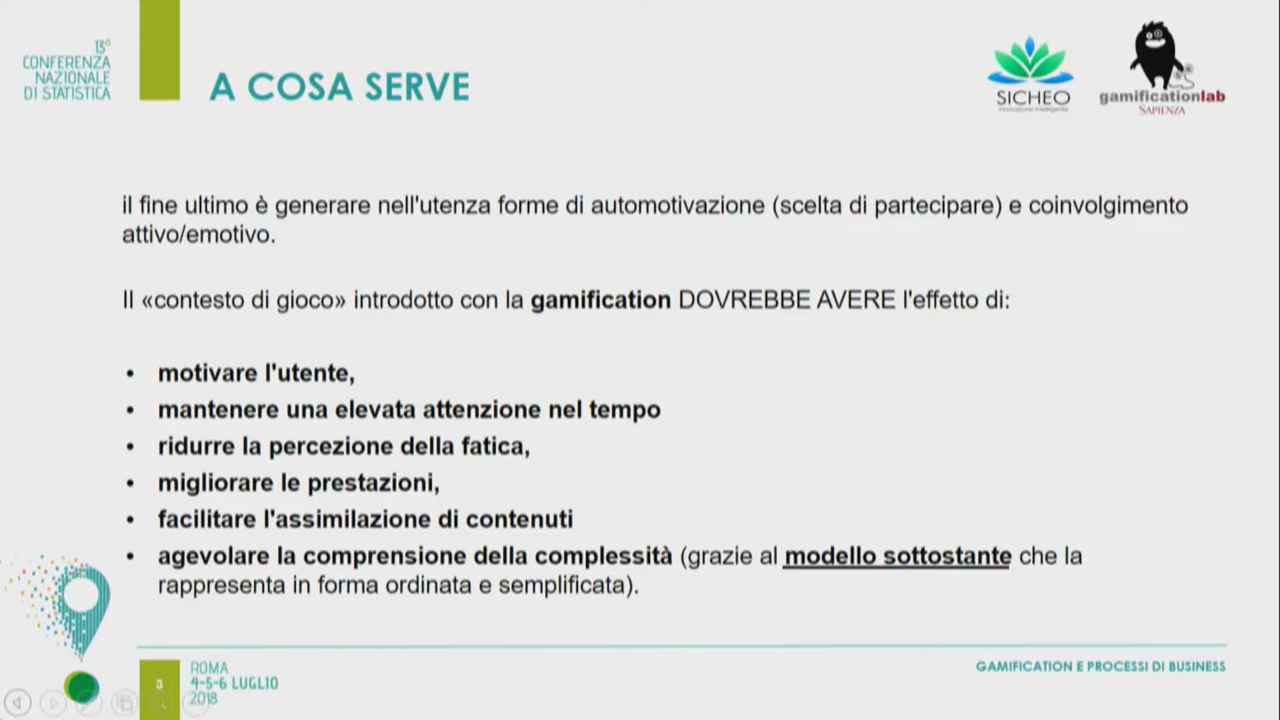 13ª
CONFERENZA
NAZIONALE
DI STATISTICA
A COSA SERVE
SICHEO
gamificationlab
SAPIENZA
il fine ultimo è generare nell'utenza forme di automotivazione (scelta di partecipare) e coinvolgimento
attivo/emotivo.
Il «contesto di gioco» introdotto con la gamification DOVREBBE AVERE l'effetto di:
• motivare l'utente,
• mantenere una elevata attenzione nel tempo
• ridurre la percezione della fatica,
• migliorare le prestazioni,
• facilitare l'assimilazione di contenuti
• agevolare la comprensione della complessità (grazie al modello sottostante che la
rappresenta in forma ordinata e semplificata).
3
ROMA
4-5-6 LUGLIO
2018
GAMIFICATION E PROCESSI DI BUSINESS